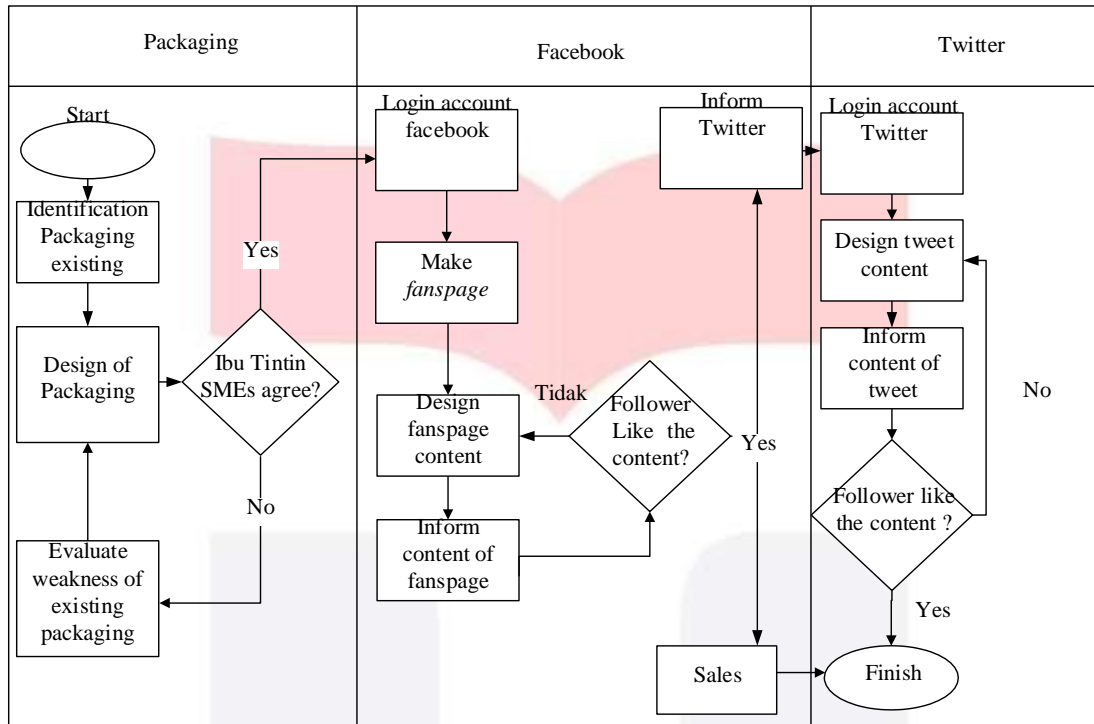 Packaging
Facebook
Twitter
Start
Identification
Packaging
existing
Design of
Packaging
Ibu Tintin
SMEs agree?
Yes
No
Evaluate
weakness of
existing
packaging
Login account
facebook
Make
fanspage
Design
fanspage
content
Inform
content of
fanspage
Tidak
Follower
Like the
content?
Yes
Inform
Twitter
Sales
Login account
Twitter
Design tweet
content
Inform
content of
tweet
No
Follower like
the content ?
Yes
Finish